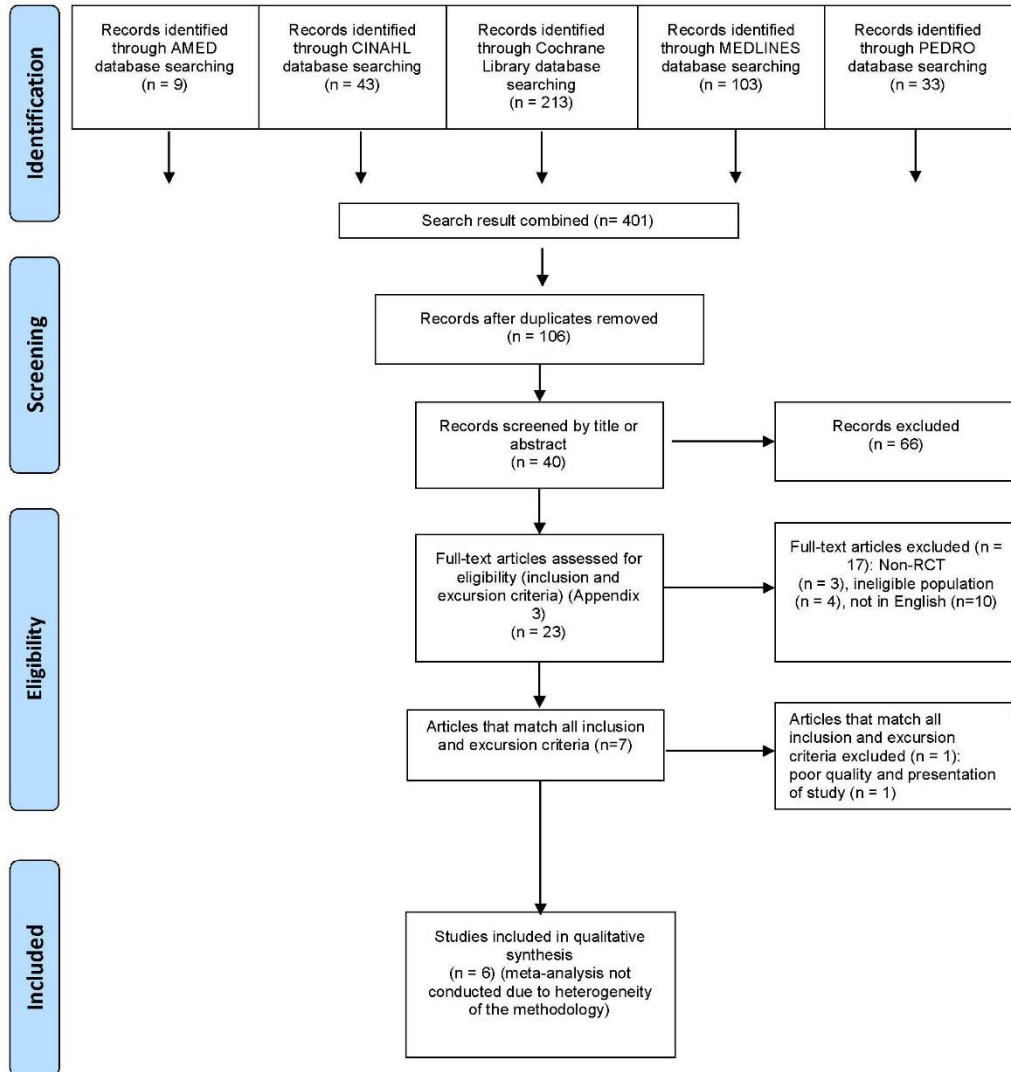 Identification
Records identified
through AMED
database searching
(n = 9)
Records identified
through CINAHL
database searching
(n = 43)
Records identified
through Cochrane
Library database
searching
n = 213)
Records identified
through MEDLINES
database searching
(n = 103)
Records identified
through PEDRO
database searching
(n = 33)
Search result combined (n= 401)
Screening
Records after duplicates removed
(n = 106)
Records screened by title or
abstract
(n = 40)
Records excluded
(n = 66)
Eligibility
Full-text articles assessed for
eligibility (inclusion and
excursion criteria) (Appendix
3)
(n = 23)
Full-text articles excluded (n =
17): Non-RCT
(n = 3), ineligible population
(n = 4), not in English (n=10)
Articles that match all inclusion
and excursion criteria (n=7)
Articles that match all
inclusion and excursion
criteria excluded (n = 1):
poor quality and presentation
of study (n = 1)
Included
Studies included in qualitative
synthesis
(n = 6) (meta-analysis not
conducted due to heterogeneity
of the methodology)